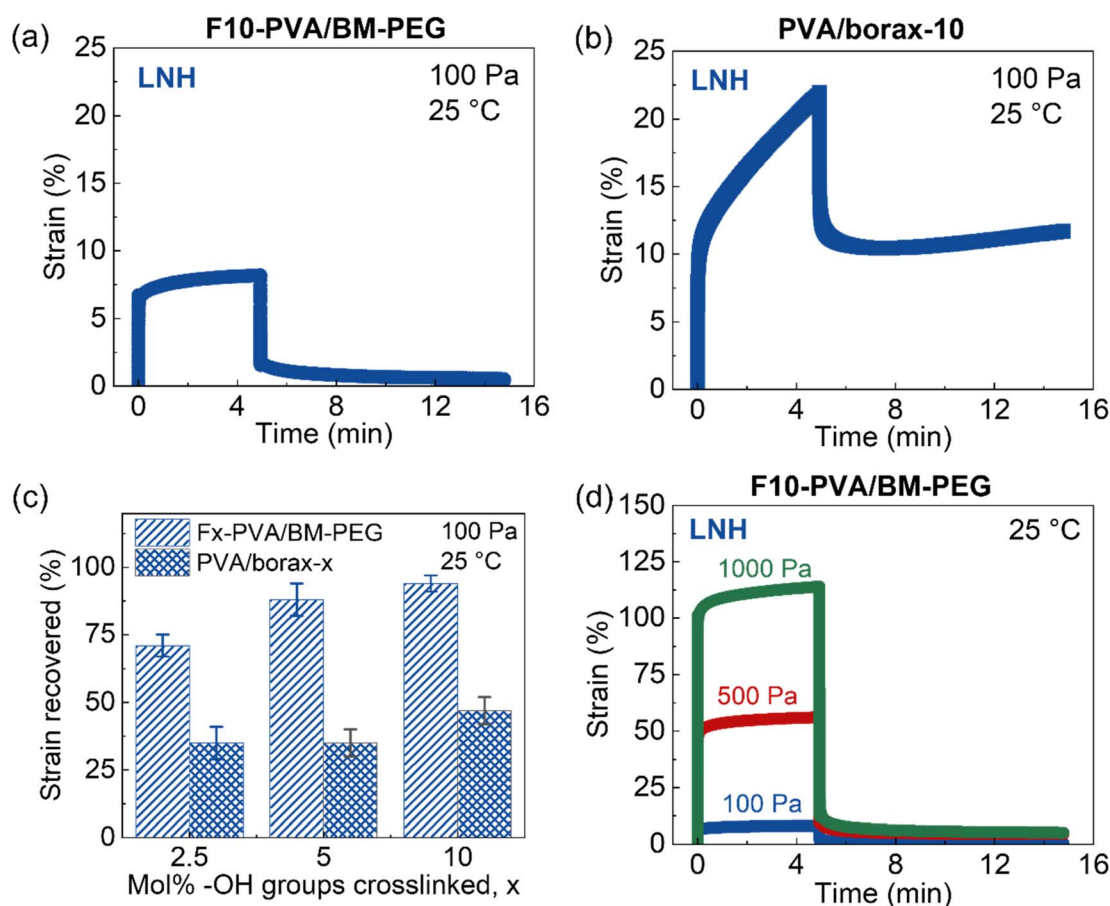 (a)
F10-PVA/BM-PEG
LNH
100 Pa
25 °C
Strain (%)
25
20
15
10
5
0
0 4 8 12 16
Time (min)
(b)
PVA/borax-10
LNH
100 Pa
25 °C
Strain (%)
25
20
15
10
5
0
0 4 8 12 16
Time (min)
(c)
Fx-PVA/BM-PEG
PVA/borax-x
100 Pa
25 °C
Strain recovered (%)
100
75
50
25
0
2.5 5 10
Mol% -OH groups crosslinked, x
(d)
F10-PVA/BM-PEG
LNH
25 °C
1000 Pa
500 Pa
100 Pa
Strain (%)
150
125
100
75
50
25
0
0 4 8 12 16
Time (min)